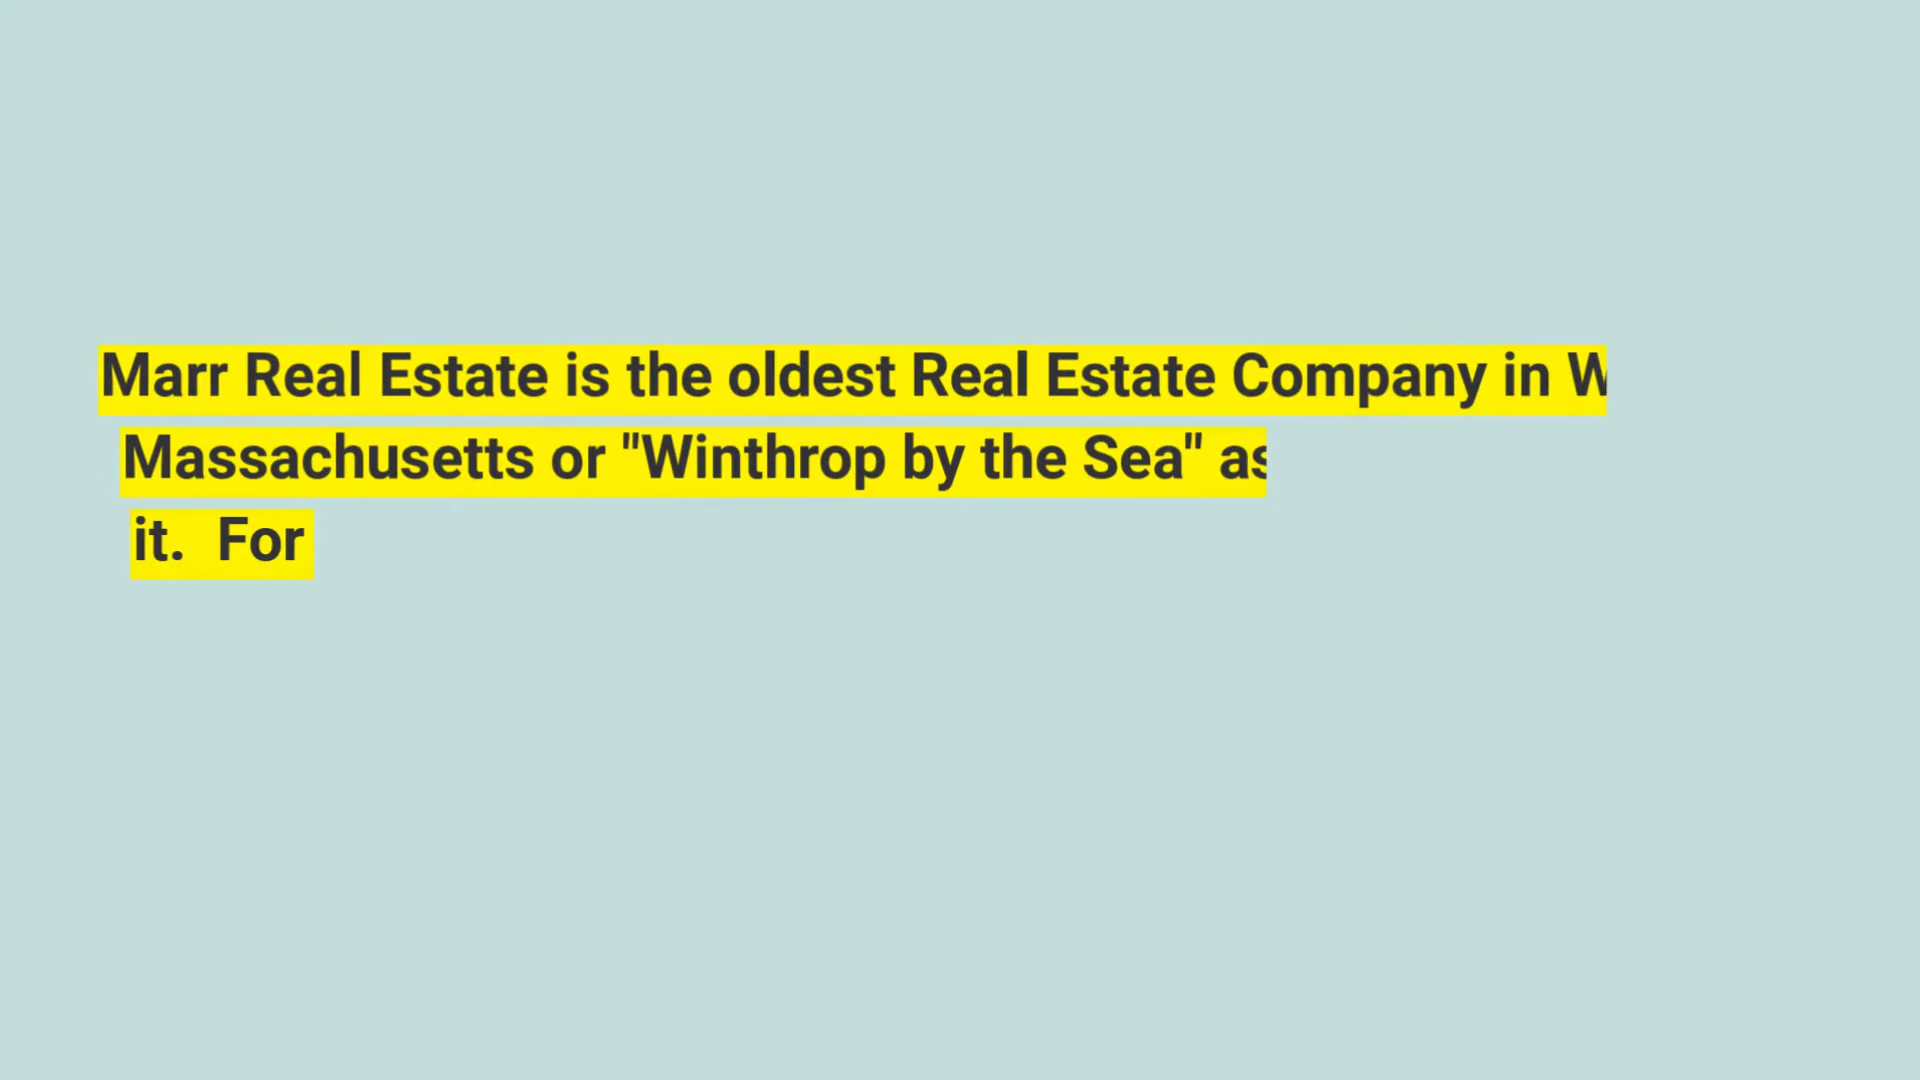 Marr Real Estate is the oldest Real Estate Company in W
Massachusetts or "Winthrop by the Sea" as
it.  For